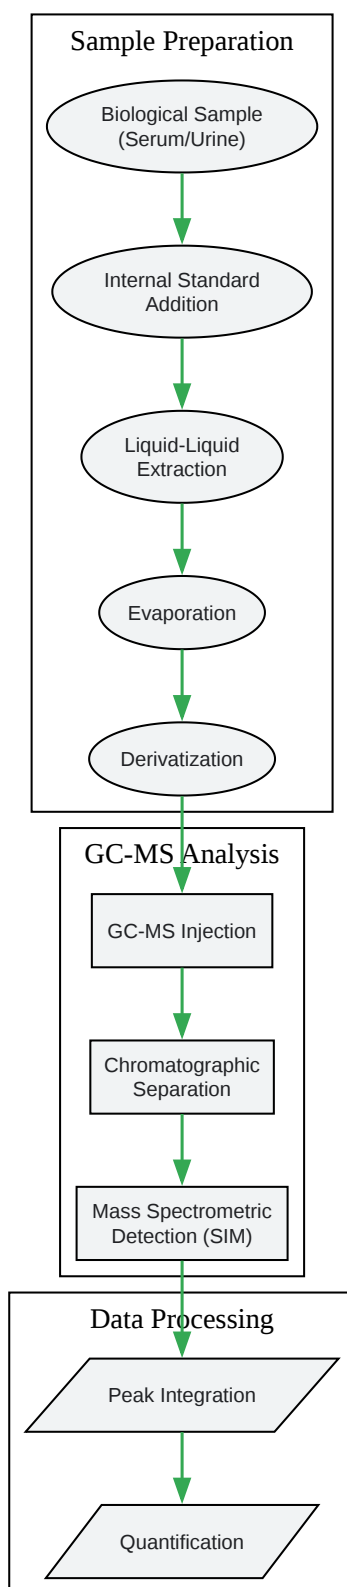 Sample Preparation
Biological Sample
(Serum/Urine)
Internal Standard
Addition
Liquid-Liquid
Extraction
Evaporation
Derivatization
GC-MS Analysis
GC-MS Injection
Chromatographic
Separation
Mass Spectrometric
Detection (SIM)
Data Processing
Peak Integration
Quantification